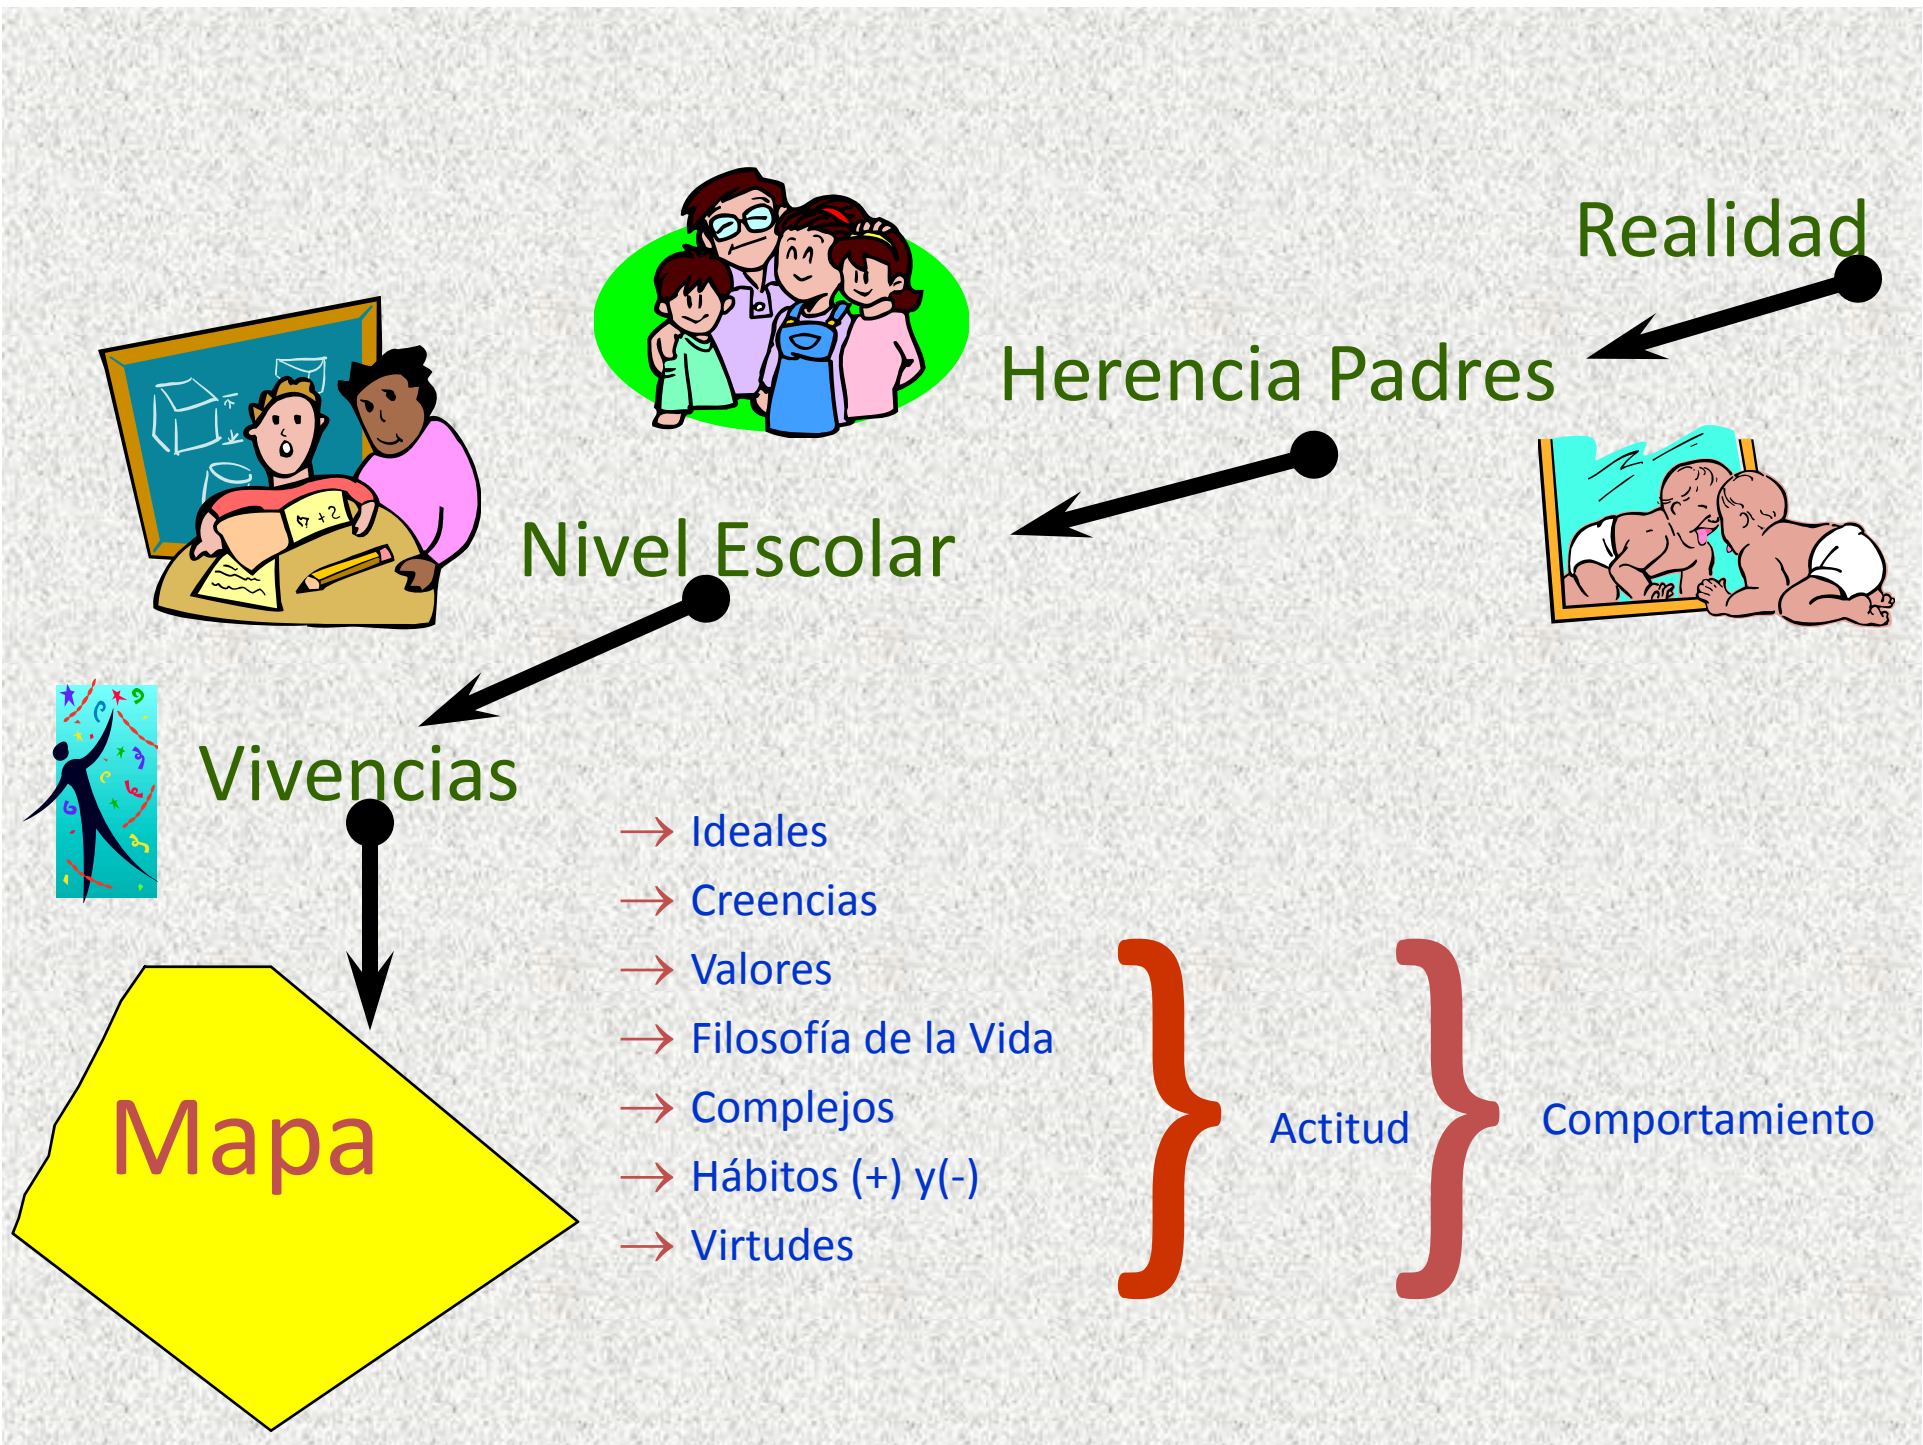 Realidad
Herencia Padres
Nivel Escolar
Vivencias
Mapa
→ Ideales
→ Creencias
→ Valores
→ Filosofía de la Vida
→ Complejos
→ Hábitos (+) y(-)
→ Virtudes
} Actitud
} Comportamiento